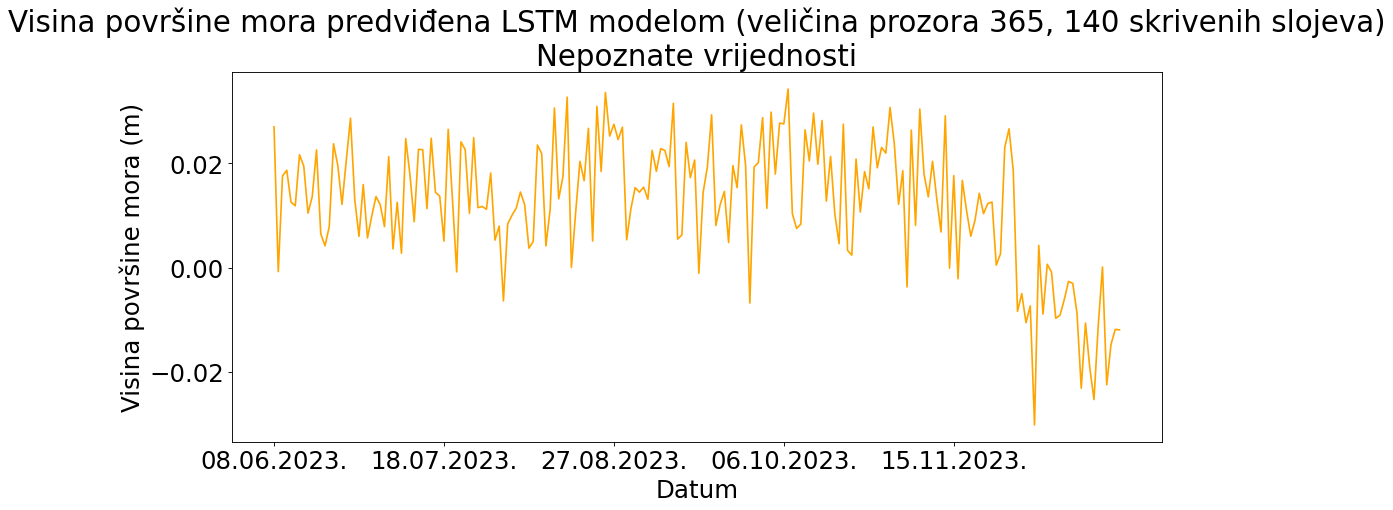 Visina površine mora predviđena LSTM modelom (veličina prozora 365, 140 skrivenih slojeva)
Nepoznate vrijednosti
Visina površine mora (m)
0.02
0.00
−0.02
08.06.2023. 18.07.2023. 27.08.2023. 06.10.2023. 15.11.2023.
Datum